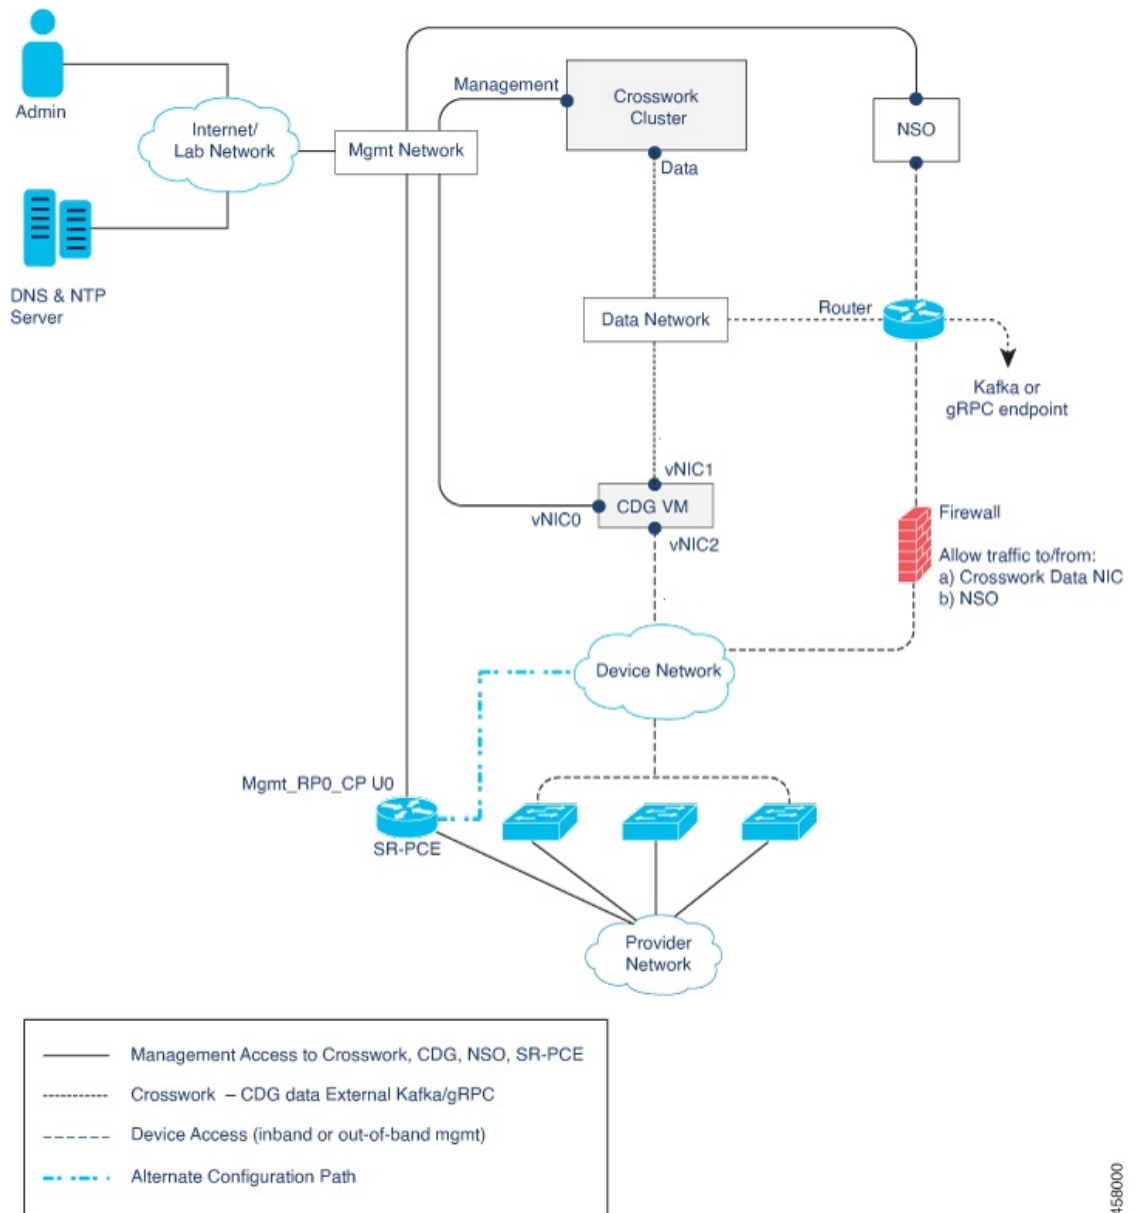 Admin
Internet/
Lab Network
DNS & NTP
Server
Mgmt Network
Management
Crosswork
Cluster
Data
NSO
Data Network
Router
Kafka or
gRPC endpoint
vNIC1
CDG VM
vNIC0
vNIC2
Firewall
Allow traffic to/from:
a) Crosswork Data NIC
b) NSO
Device Network
Mgmt_RP0_CP U0
SR-PCE
Provider
Network
Management Access to Crosswork, CDG, NSO, SR-PCE
Crosswork – CDG data External Kafka/gRPC
Device Access (inband or out-of-band mgmt)
Alternate Configuration Path
458000